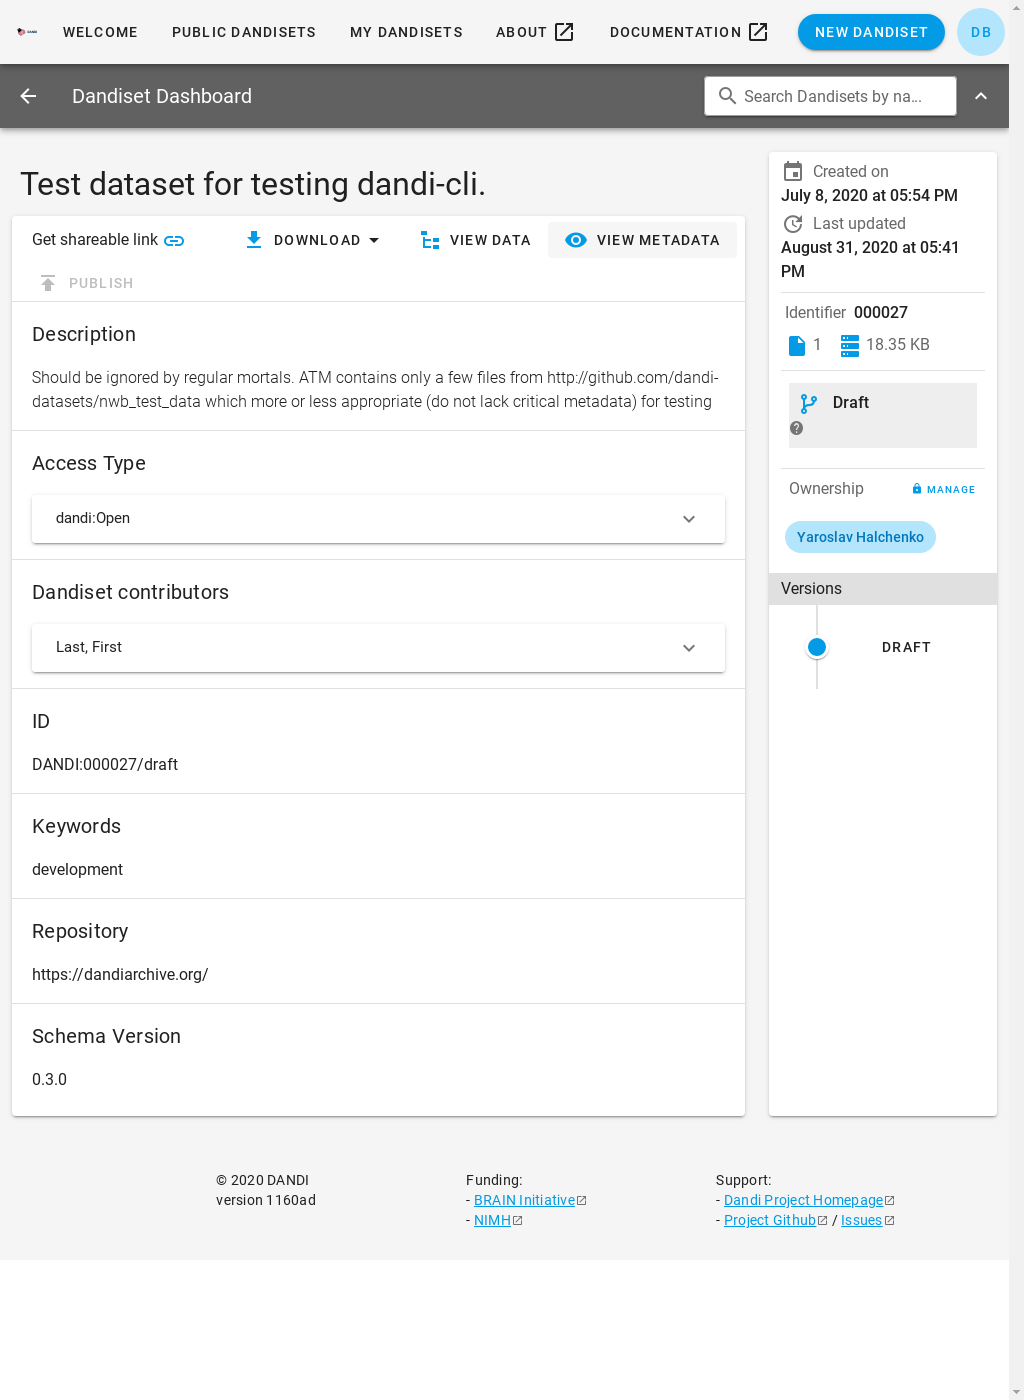 WELCOME PUBLIC DANDISETS MY DANDISETS ABOUT DOCUMENTATION NEW DANDISET DB
Dandiset Dashboard Search Dandisets by na...
Test dataset for testing dandi-cli.
Get shareable link DOWNLOAD VIEW DATA VIEW METADATA
PUBLISH
Description
Should be ignored by regular mortals. ATM contains only a few files from http://github.com/dandi-
datasets/nwb_test_data which more or less appropriate (do not lack critical metadata) for testing
Access Type
dandi:Open
Dandiset contributors
Last, First
ID
DANDI:000027/draft
Keywords
development
Repository
https://dandiarchive.org/
Schema Version
0.3.0
Created on
July 8, 2020 at 05:54 PM
Last updated
August 31, 2020 at 05:41
PM
Identifier 000027
1 18.35 KB
Draft
Ownership MANAGE
Yaroslav Halchenko
Versions
DRAFT
© 2020 DANDI
version 1160ad
Funding:
- BRAIN Initiative
- NIMH
Support:
- Dandi Project Homepage
- Project Github / Issues